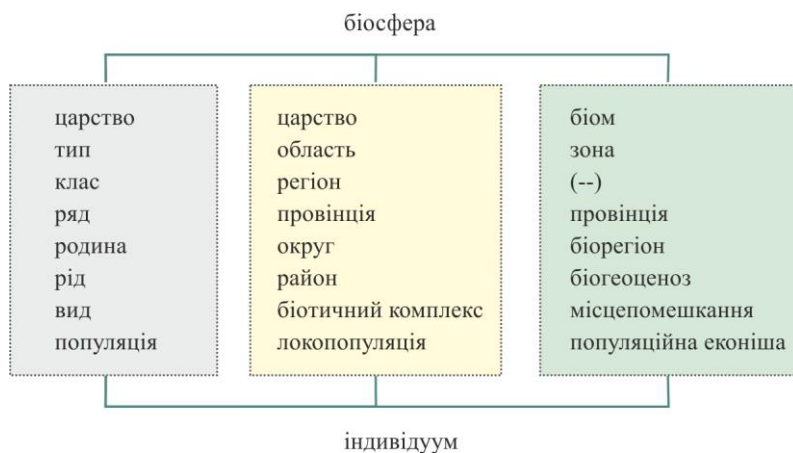 біосфера
царство
тип
клас
ряд
родина
рід
вид
популяція
царство
область
регіон
провінція
округ
район
біотичний комплекс
локопопуляція
біом
зона
(--)
провінція
біорегіон
біогеоценоз
місцепомешкання
популяційна еконіша
індивідуум